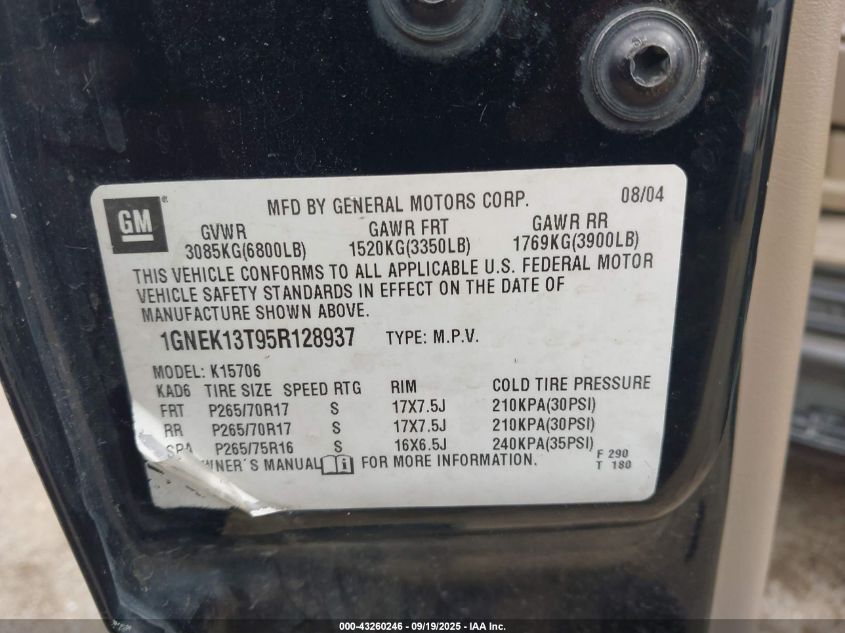 GM
MFD BY GENERAL MOTORS CORP. 08/04
GVWR GAWR FRT GAWR RR
3085KG(6800LB) 1520KG(3350LB) 1769KG(3900LB)
THIS VEHICLE CONFORMS TO ALL APPLICABLE U.S. FEDERAL MOTOR
VEHICLE SAFETY STANDARDS IN EFFECT ON THE DATE OF
MANUFACTURE SHOWN ABOVE.
1GNEK13T95R128937 TYPE: M.P.V.
MODEL: K15706
KAD6 TIRE SIZE SPEED RTG RIM COLD TIRE PRESSURE
FRT P265/70R17 S 17X7.5J 210KPA(30PSI)
RR P265/70R17 S 17X7.5J 210KPA(30PSI)
SPA P265/75R16 S 16X6.5J 240KPA(35PSI)
WNER'S MANUAL FOR MORE INFORMATION.
F 290
T 180
000-43260246 - 09/19/2025 - IAA Inc.